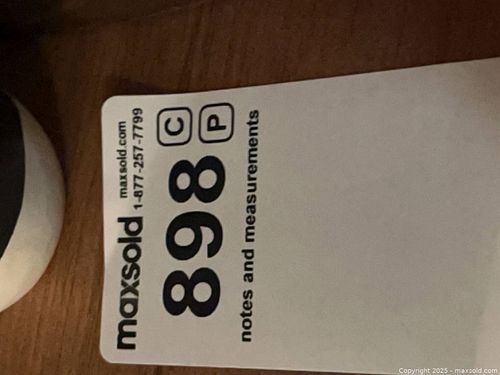 maxsold
maxsold.com
1-877-257-7799
898
C
P
notes and measurements
Copyright 2025 - maxsold.com